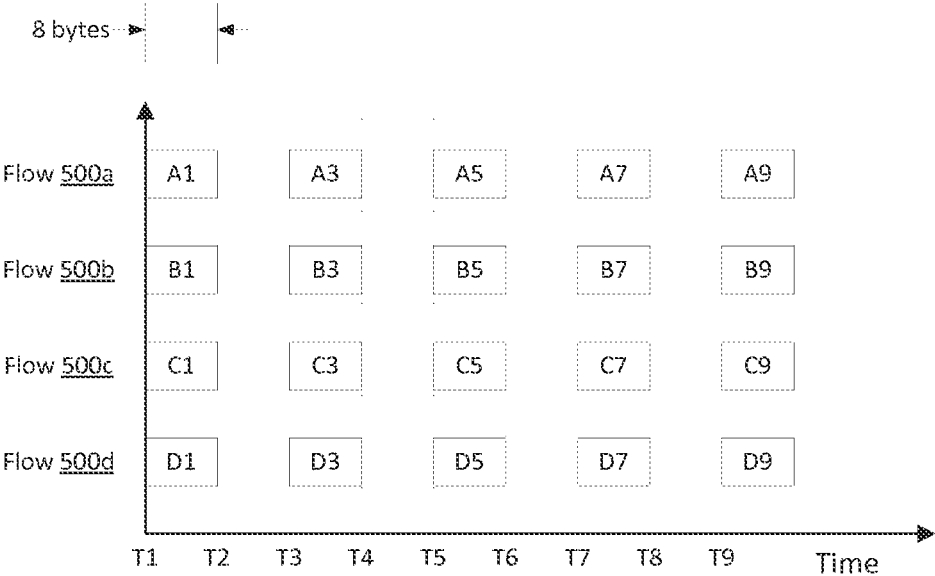 8 bytes
Flow 500a A1 A3 A5 A7 A9
Flow 500b B1 B3 B5 B7 B9
Flow 500c C1 C3 C5 C7 C9
Flow 500d D1 D3 D5 D7 D9
T1 T2 T3 T4 T5 T6 T7 T8 T9 Time